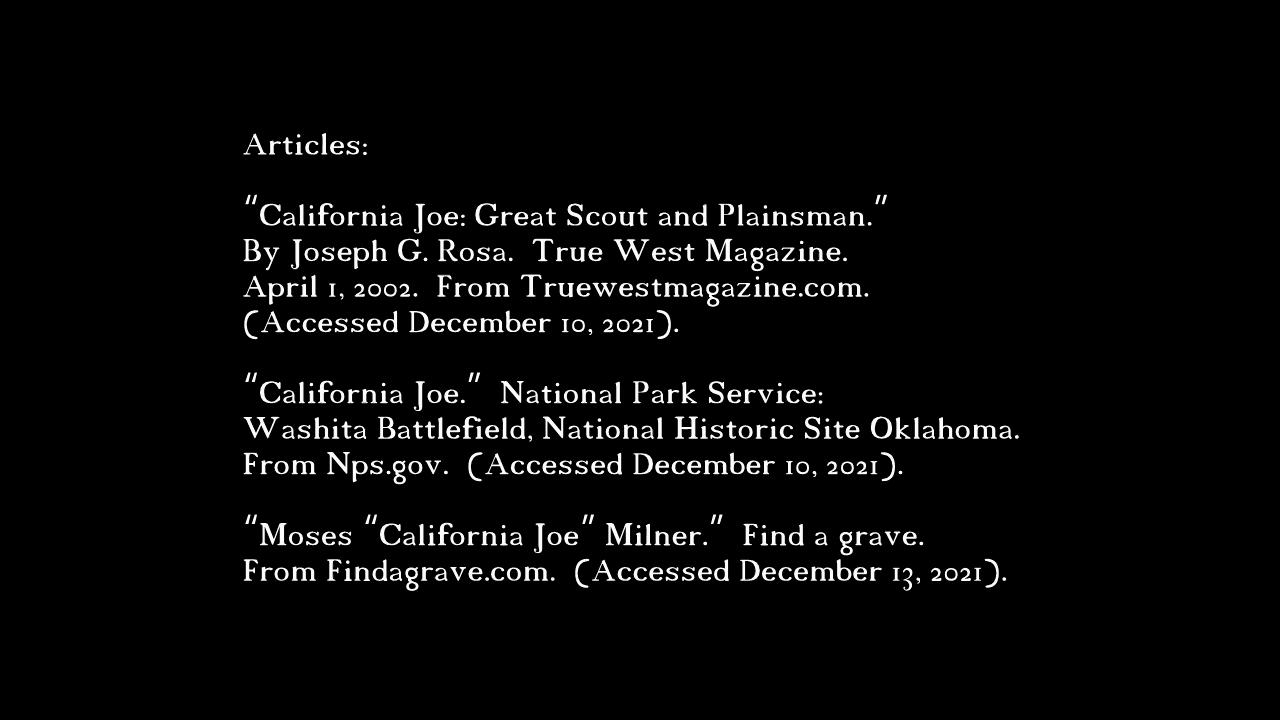 Articles:
"California Joe: Great Scout and Plainsman."
By Joseph G. Rosa.  True West Magazine.
April 1, 2002.  From Truewestmagazine.com.
(Accessed December 10, 2021).
"California Joe."  National Park Service:
Washita Battlefield, National Historic Site Oklahoma.
From Nps.gov.  (Accessed December 10, 2021).
"Moses "California Joe" Milner."  Find a grave.
From Findagrave.com.  (Accessed December 13, 2021).